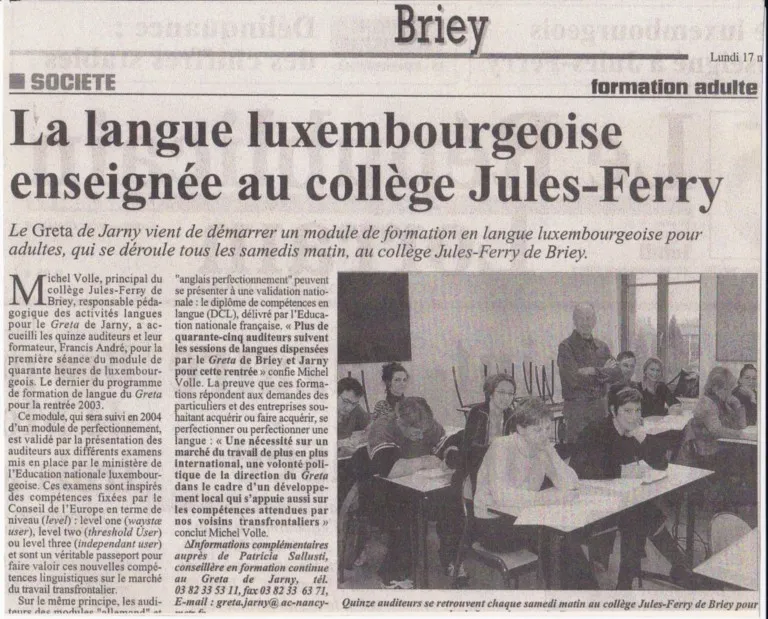 Briey
Lundi 17
SOCIETE
formation adulte
La langue luxembourgeoise
enseignée au collège Jules-Ferry
Le Greta de Jarny vient de démarrer un module de formation en langue luxembourgeoise pour
adultes, qui se déroule tous les samedis matin, au collège Jules-Ferry de Briey.
Michel Volle, principal du
collège Jules-Ferry de
Briey, responsable péda-
gogique des activités langues
pour le Greta de Jarny, a ac-
cueilli les quinze auditeurs et leur
formateur, Francis André, pour la
première séance du module de
quarante heures de luxembour-
geois. Le dernier du programme
de formation de langue du Greta
pour la rentrée 2003.
Ce module, qui sera suivi en 2004
d'un module de perfectionnement,
est validé par la présentation des
auditeurs aux différents examens
mis en place par le ministère de
l'Education nationale luxembour-
geoise. Ces examens sont inspirés
des compétences fixées par le
Conseil de l'Europe en terme de
niveau (level) : level one (waystæ
user), level two (threshold User)
ou level three (independant user)
et sont un véritable passeport pour
faire valoir ces nouvelles compé-
tences linguistiques sur le marché
du travail transfrontalier.
Sur le même principe, les audi-
teurs des modules "allemand" et
"anglais perfectionnement" peuvent
se présenter à une validation natio-
nale : le diplôme de compétences en
langue (DCL), délivré par l'Educa-
tion nationale française. « Plus de
quarante-cinq auditeurs suivent
les sessions de langues dispensées
par le Greta de Briey et Jarny
pour cette rentrée » confie Michel
Volle. La preuve que ces forma-
tions répondent aux demandes des
particuliers et des entreprises sou-
haitant acquérir ou faire acquérir, se
perfectionner ou perfectionner une
langue : « Une nécessité sur un
marché du travail de plus en plus
international, une volonté poli-
tique de la direction du Greta
dans le cadre d'un développe-
ment local qui s'appuie aussi sur
les compétences attendues par
nos voisins transfrontaliers »
conclut Michel Volle.
Informations complémentaires
auprès de Patricia Sallusti,
conseillère en formation continue
au Greta de Jarny, tél.
03 82 33 53 11, fax 03 82 33 63 71,
E-mail : greta.jarny@ ac-nancy-
Quinze auditeurs se retrouvent chaque samedi matin au collège Jules-Ferry de Briey pour